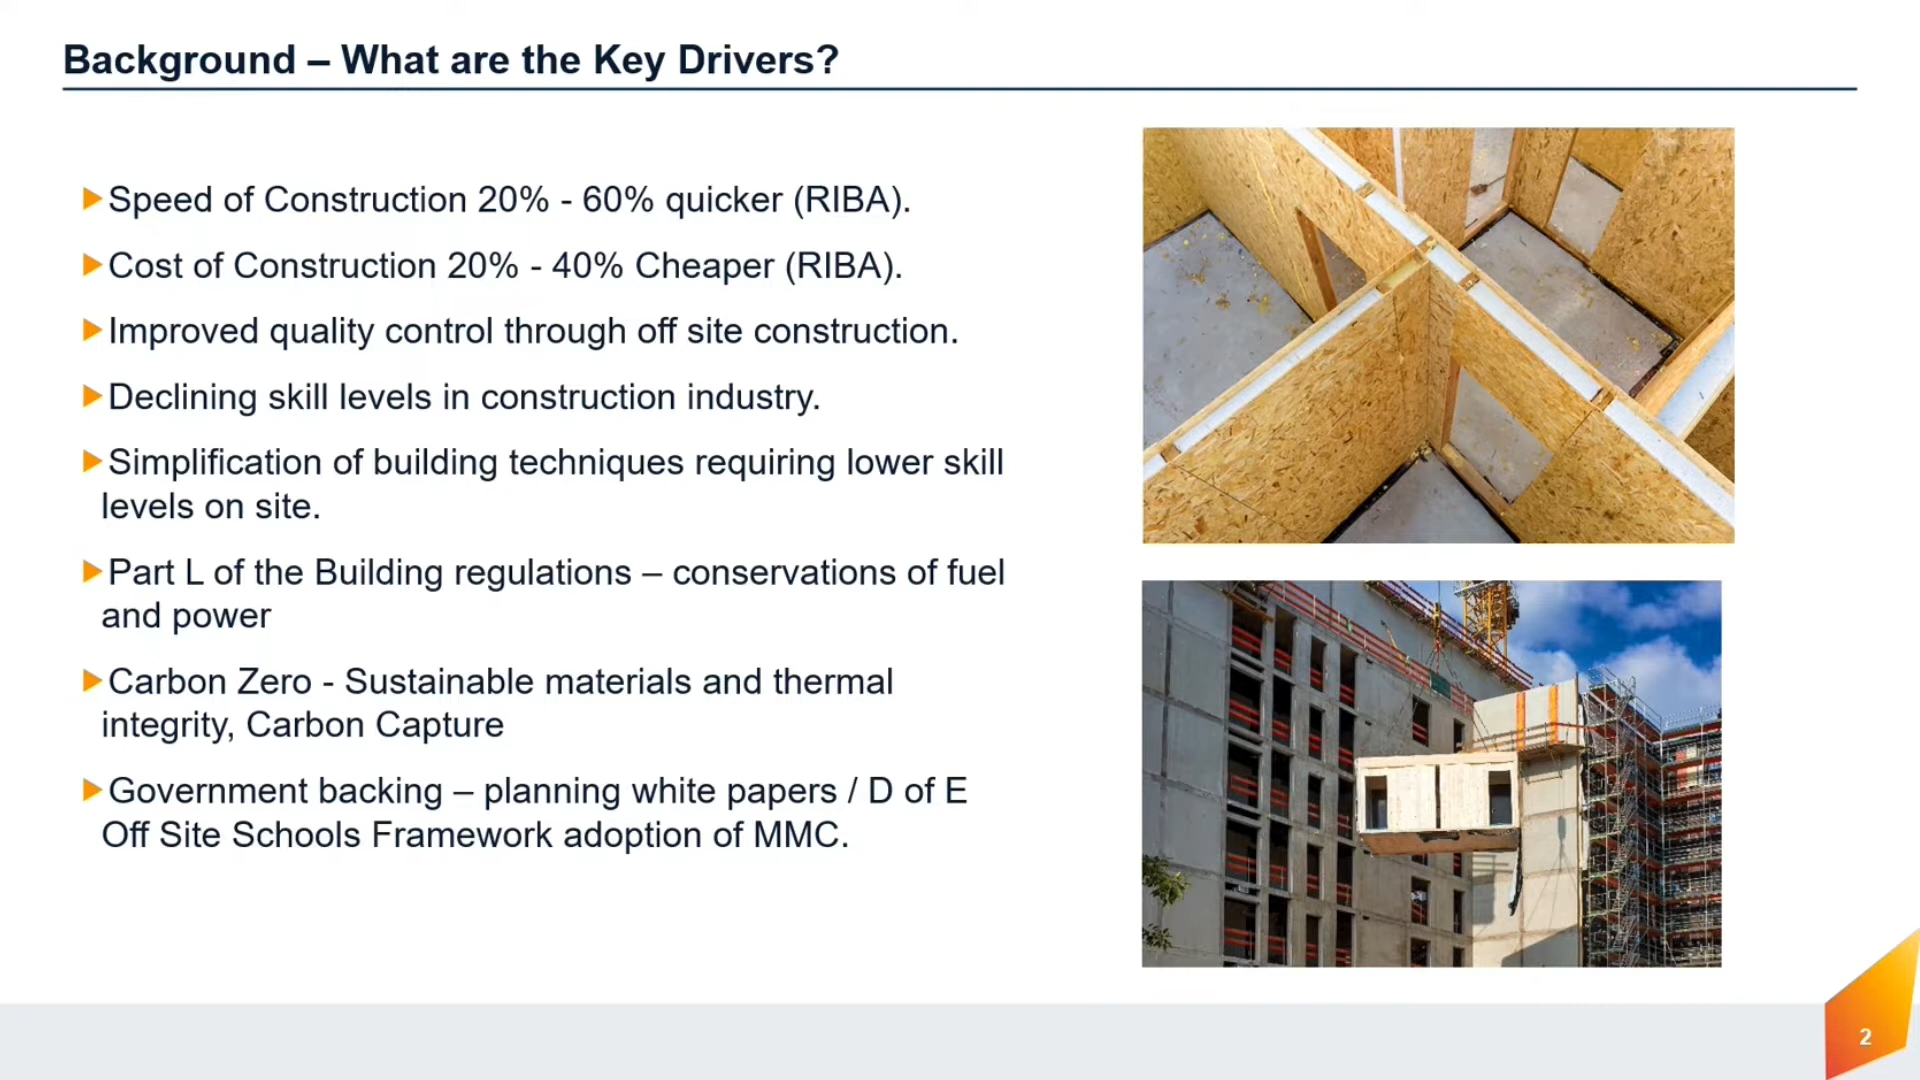 Background – What are the Key Drivers?
Speed of Construction 20% - 60% quicker (RIBA).
Cost of Construction 20% - 40% Cheaper (RIBA).
Improved quality control through off site construction.
Declining skill levels in construction industry.
Simplification of building techniques requiring lower skill
levels on site.
Part L of the Building regulations – conservations of fuel
and power
Carbon Zero - Sustainable materials and thermal
integrity, Carbon Capture
Government backing – planning white papers / D of E
Off Site Schools Framework adoption of MMC.
2